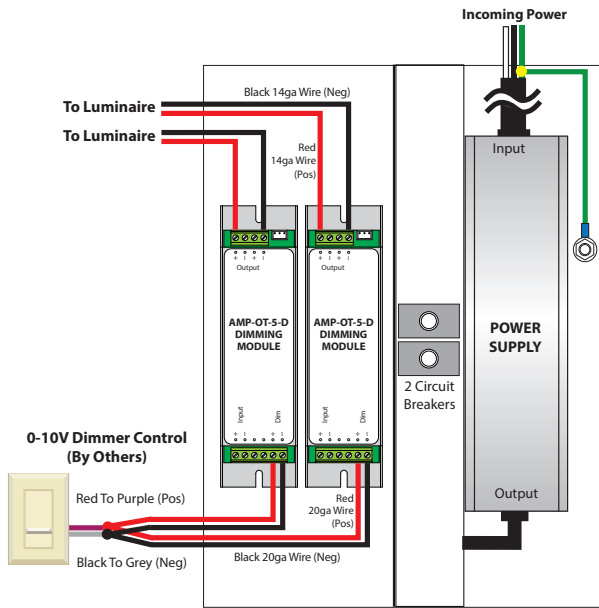 Incoming Power
Black 14ga Wire (Neg)
To Luminaire
To Luminaire
Red
14ga Wire
(Pos)
Input
+ I + I
Output
+ I + I
Output
AMP-OT-5-D
DIMMING
MODULE
AMP-OT-5-D
DIMMING
MODULE
POWER
SUPPLY
2 Circuit
Breakers
Input
Dim
+ I + I
Input
Dim
+ I + I
0-10V Dimmer Control
(By Others)
Red To Purple (Pos)
Red
20ga Wire
(Pos)
Output
Black To Grey (Neg)
Black 20ga Wire (Neg)